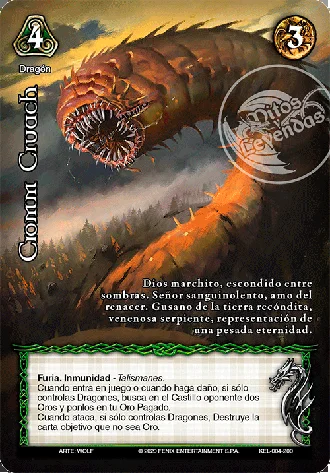 4
3
Dragón
Mitos
y
Leyendas
Cromm Cruach
Dios marchito, escondido entre
sombras. Señor sanguinolento, amo del
renacer. Gusano de la tierra recóndita,
venenosa serpiente, representación de
una pesada eternidad.
Furia. Inmunidad - Talismanes.
Cuando entra en juego o cuando haga daño, si sólo
controlas Dragones, busca en el Castillo oponente dos
Oros y ponlos en tu Oro Pagado.
Cuando ataca, si sólo controlas Dragones, Destruye la
carta objetivo que no sea Oro.
ARTE: WOLF
© 2020 FENIX ENTERTAINMENT S.P.A.